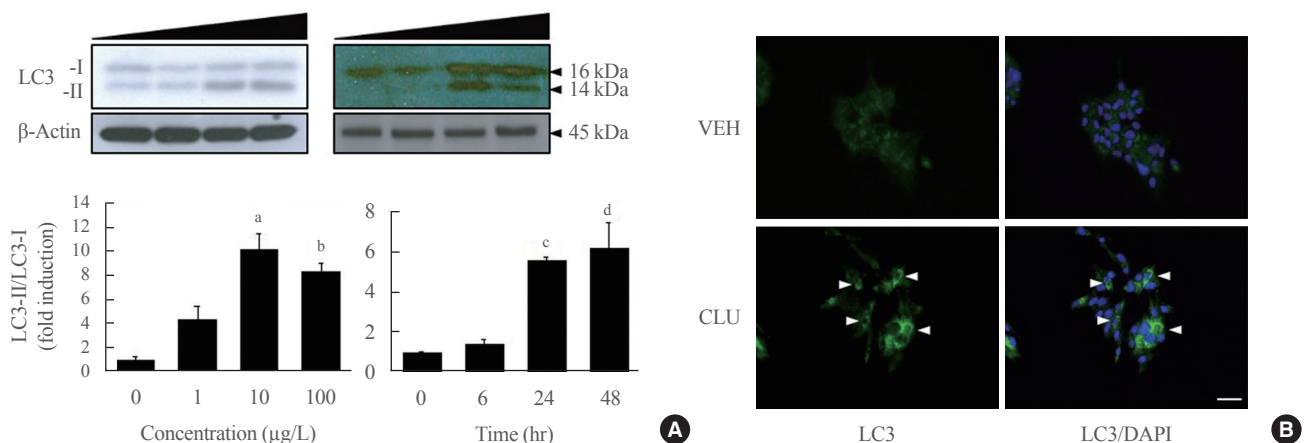 LC3
-I
-II
16 kDa
14 kDa
β-Actin
45 kDa
LC3-II/LC3-I
(fold induction)
14
12
10
8
6
4
2
0
a
b
0 1 10 100
Concentration (μg/L)
8
6
4
2
0
c
d
0 6 24 48
Time (hr)
A
VEH
CLU
LC3
LC3/DAPI
B